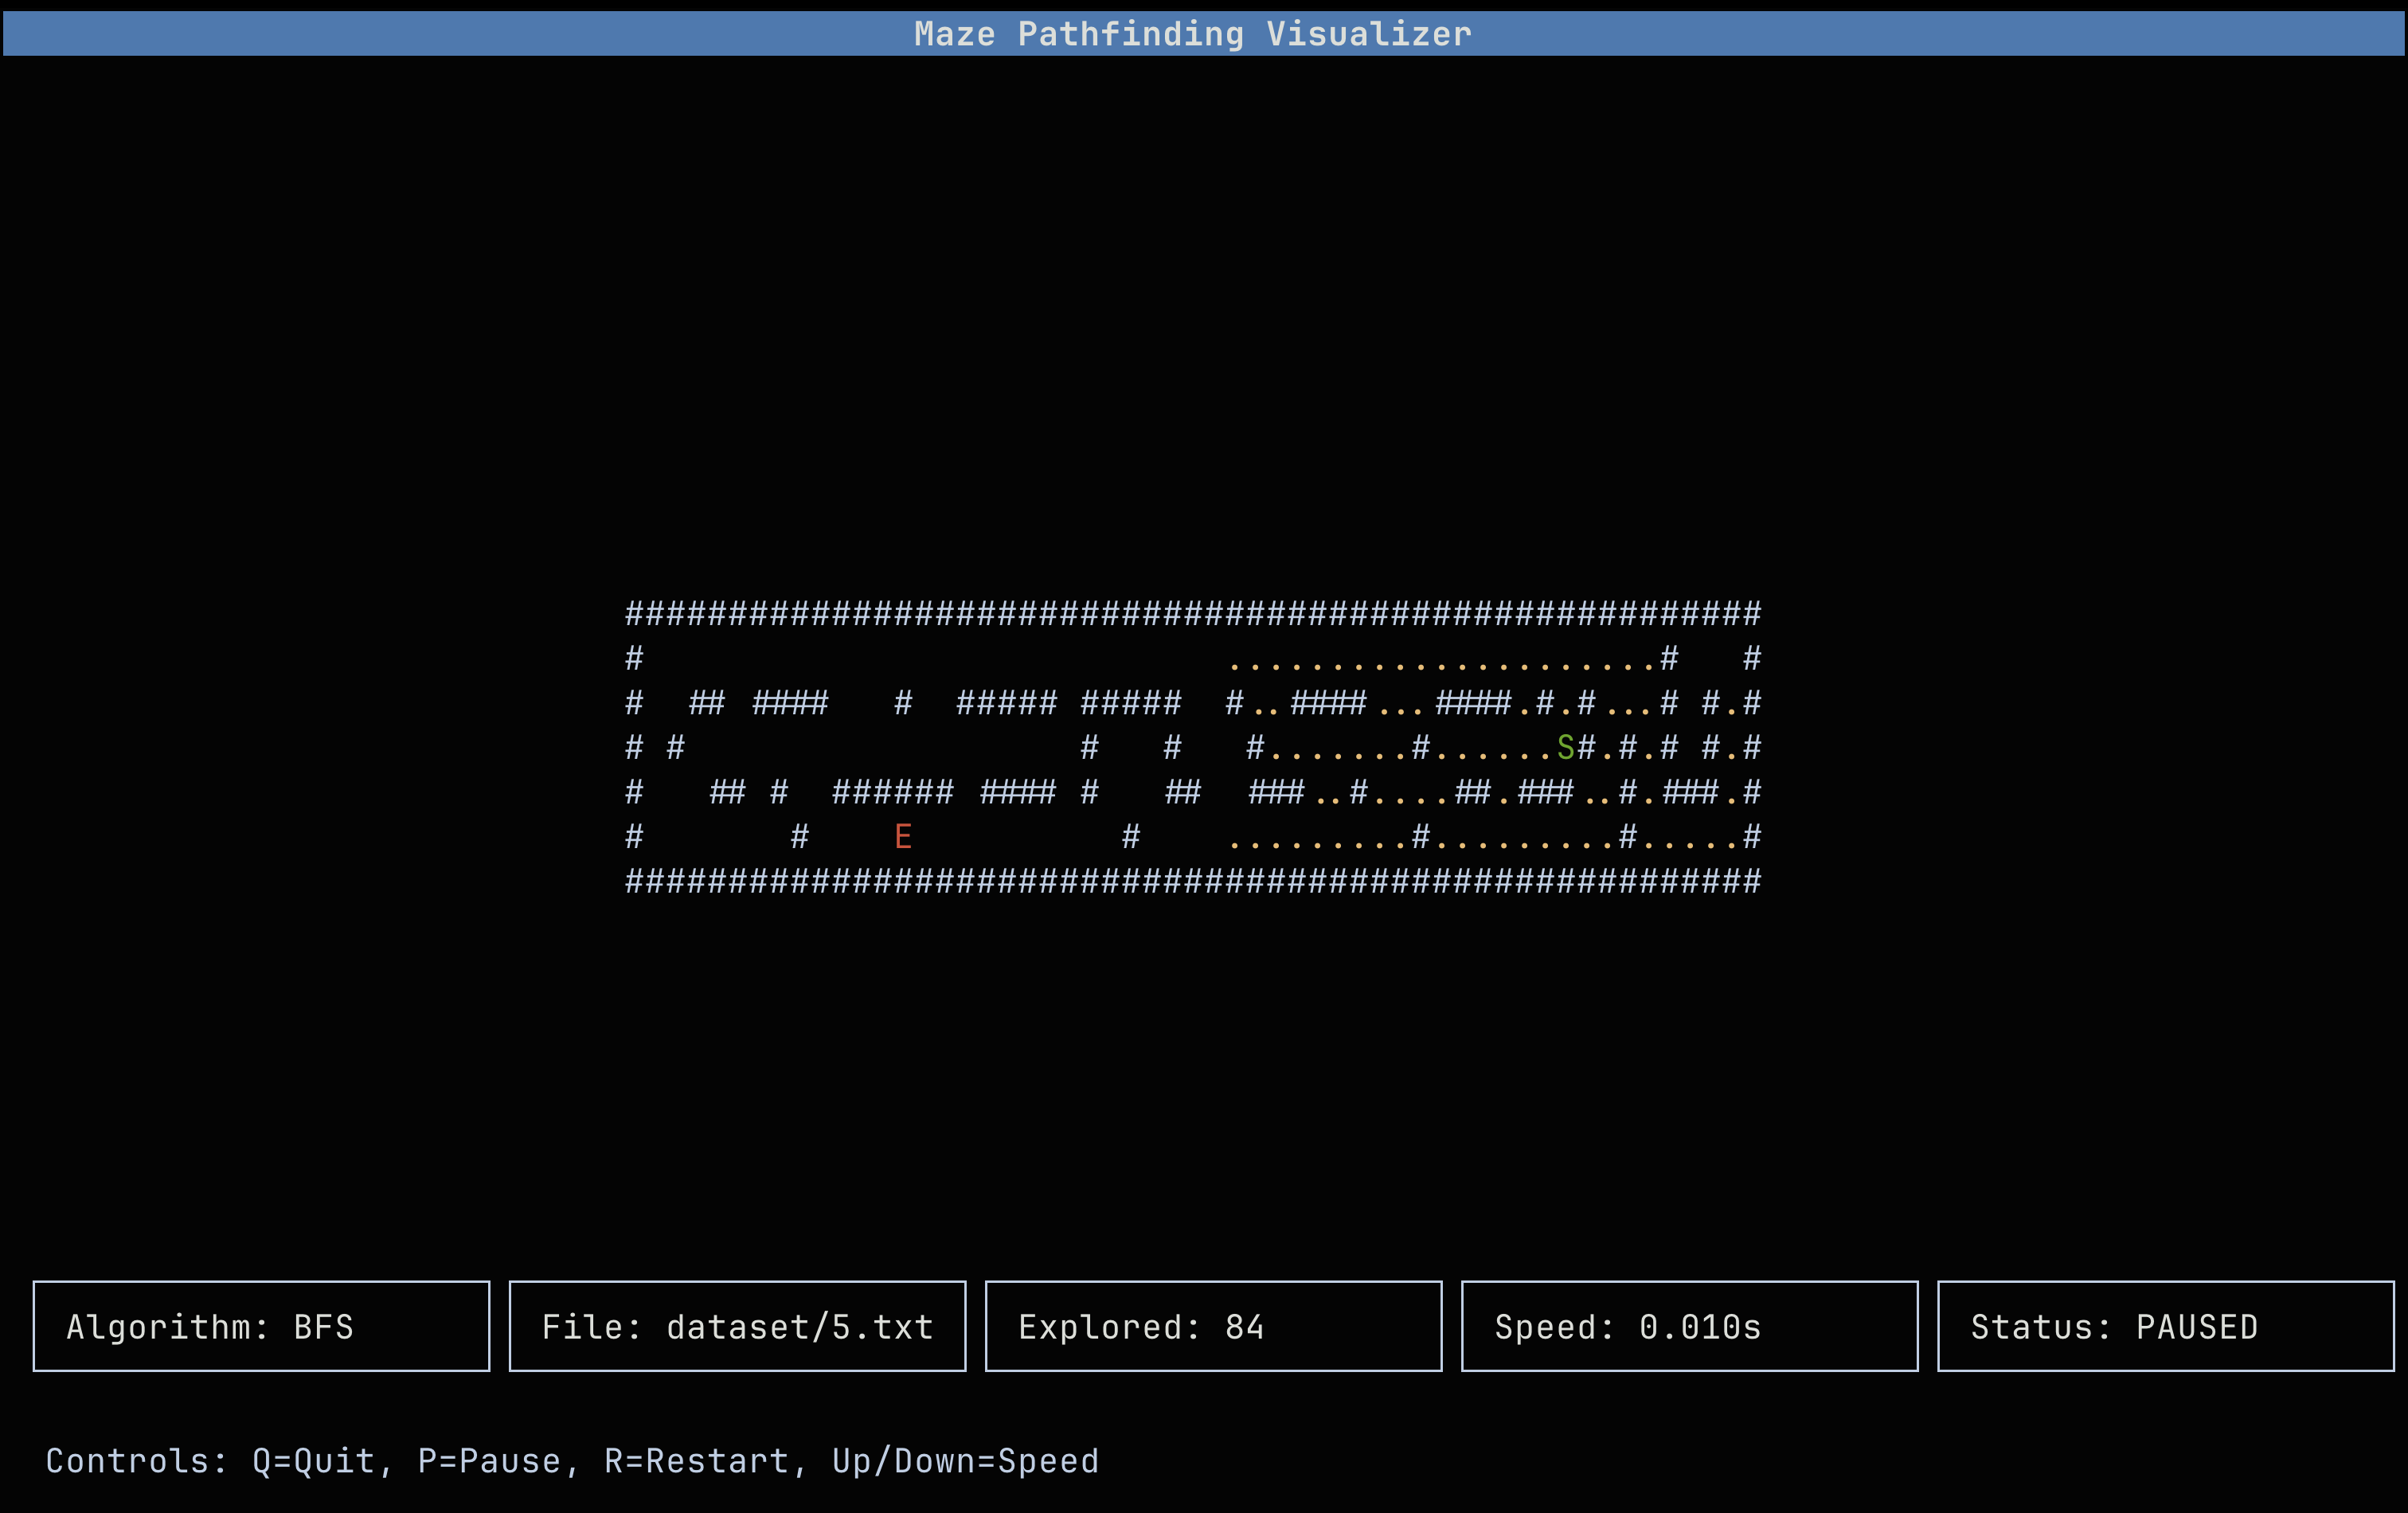 Maze Pathfinding Visualizer
#######################################################
#                            .....................#   #
#  ## ####   #  ##### #####  #..####...####.#.#...# #.#
# #                   #   #   #.......#......S#.#.# #.#
#   ## #  ###### #### #   ##  ###..#....##.###..#.###.#
#       #    E          #    .........#.........#.....#
#######################################################
Algorithm: BFS
File: dataset/5.txt
Explored: 84
Speed: 0.010s
Status: PAUSED
Controls: Q=Quit, P=Pause, R=Restart, Up/Down=Speed